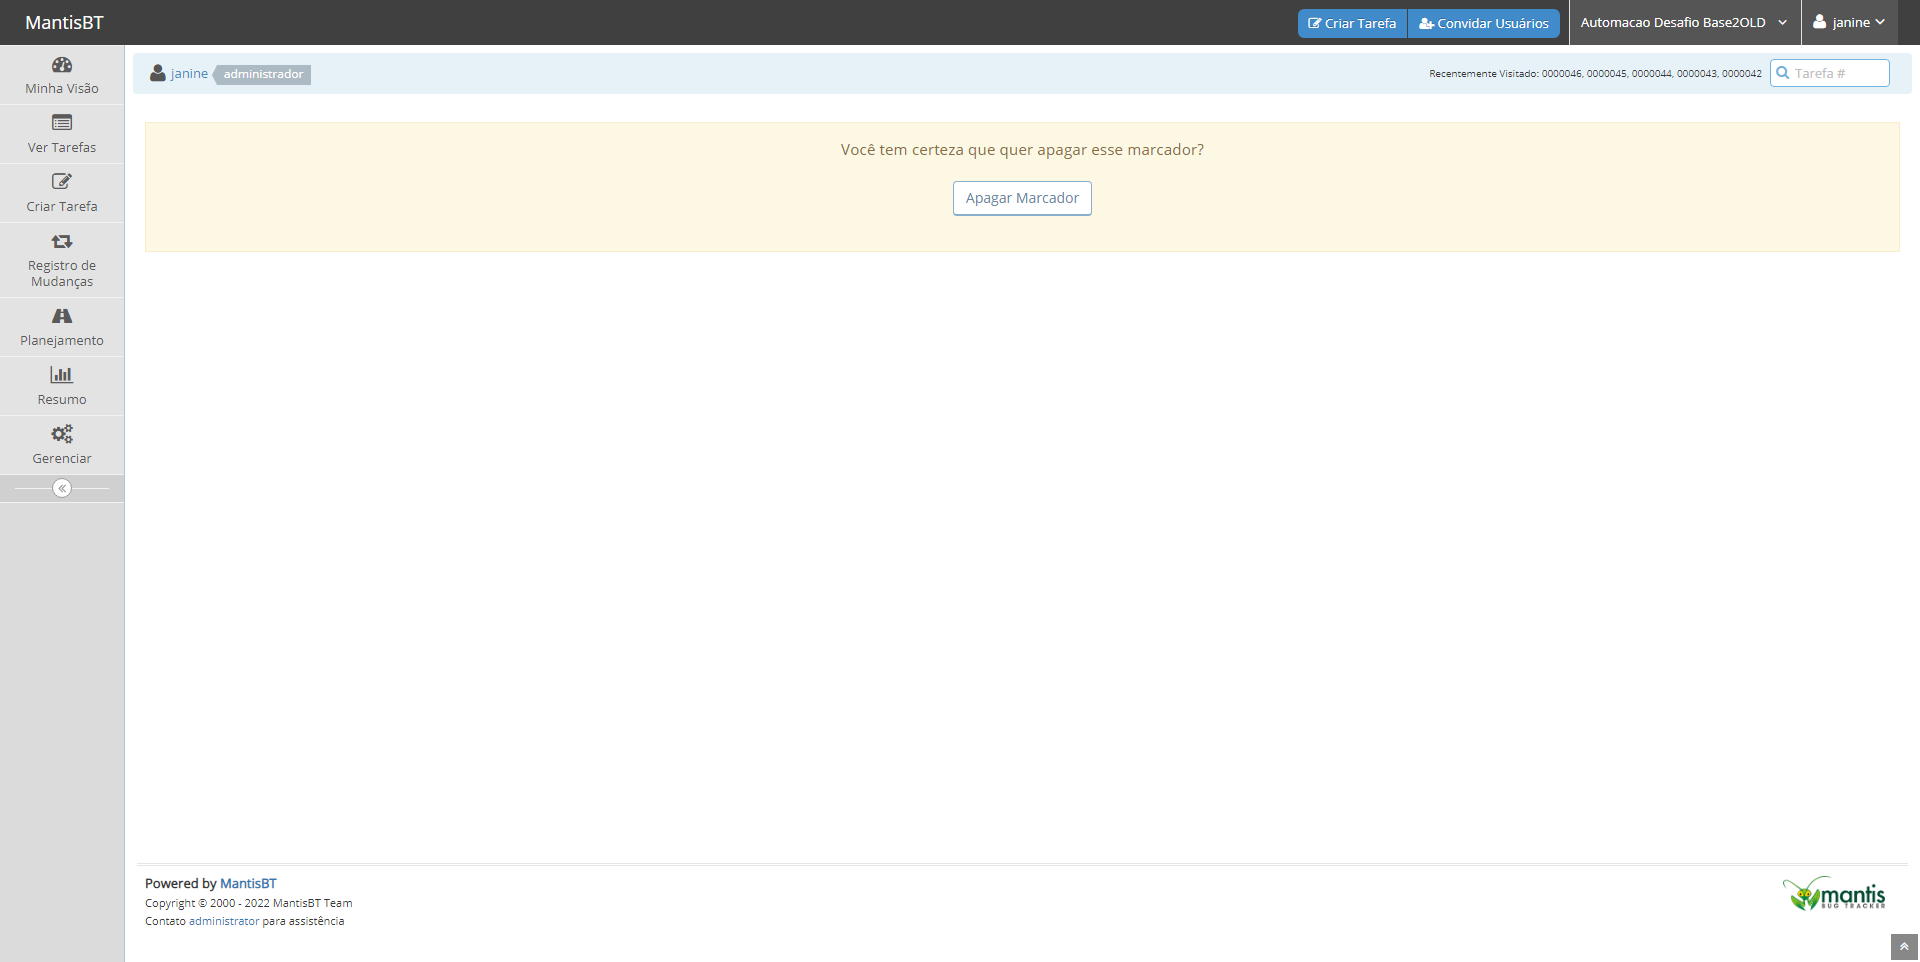 MantisBT
Criar Tarefa
Convidar Usuários
Automacao Desafio Base2OLD
janine
janine
administrador
Recentemente Visitado: 0000046, 0000045, 0000044, 0000043, 0000042
Tarefa #
Minha Visão
Ver Tarefas
Criar Tarefa
Registro de
Mudanças
Planejamento
Resumo
Gerenciar
Você tem certeza que quer apagar esse marcador?
Apagar Marcador
Powered by MantisBT
Copyright © 2000 - 2022 MantisBT Team
Contato administrator para assistência
mantis
BUG TRACKER